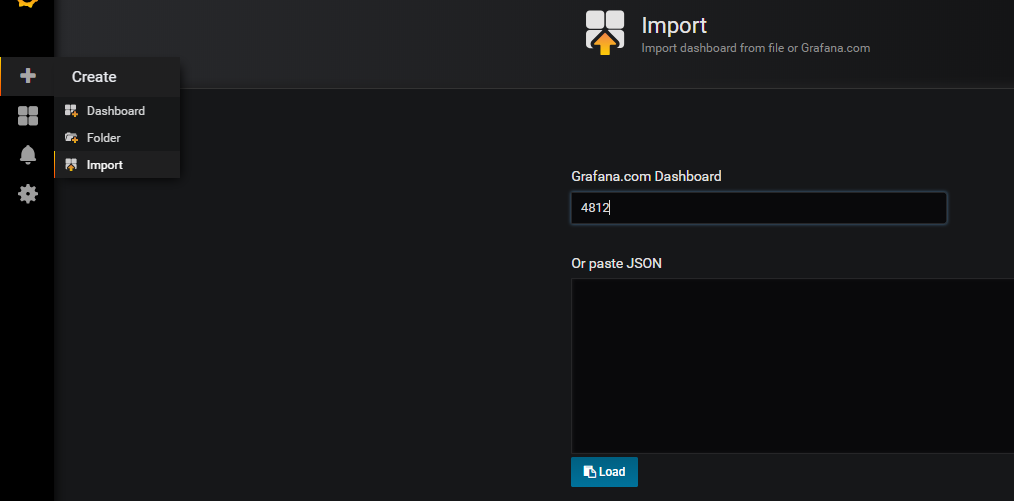 Import
Import dashboard from file or Grafana.com
Create
Dashboard
Folder
Import
Grafana.com Dashboard
4812
Or paste JSON
Load